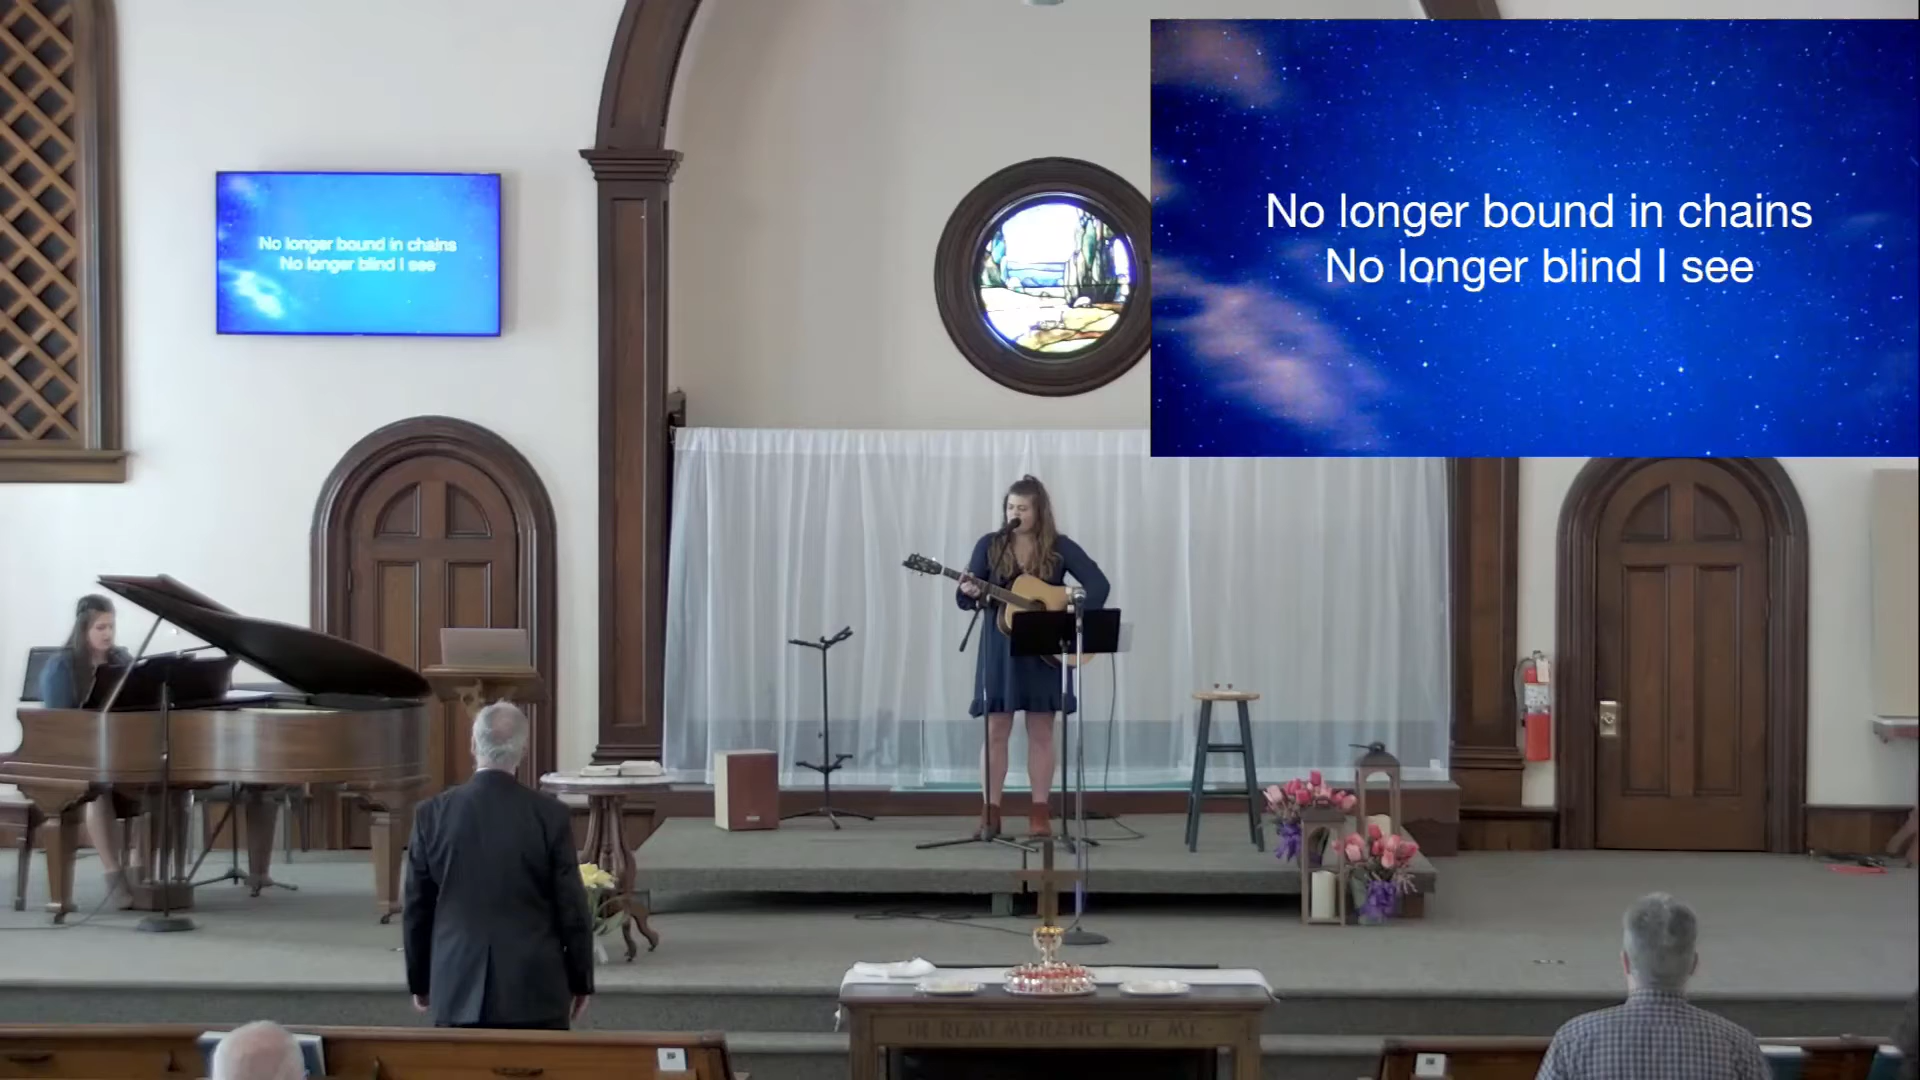 No longer bound in chains
No longer blind I see
No longer bound in chains
No longer blind I see
IN REMEMBRANCE OF ME